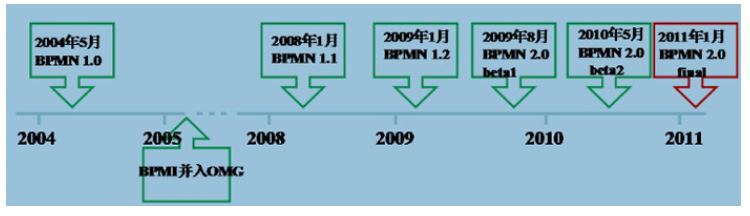 2004年5月
BPMN 1.0
2008年1月
BPMN 1.1
2009年1月
BPMN 1.2
2009年8月
BPMN 2.0
beta1
2010年5月
BPMN 2.0
beta2
2011年1月
BPMN 2.0
final
2004
2005
2008
2009
2010
2011
BPMI并入OMG